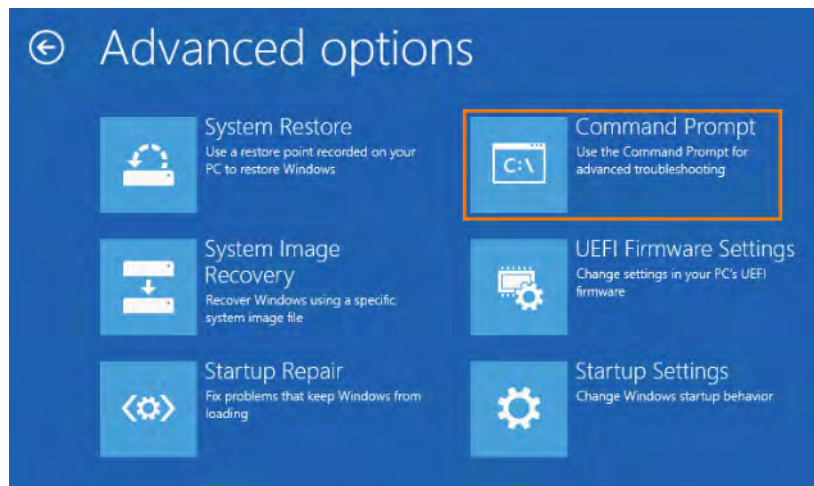 Advanced options
System Restore
Use a restore point recorded on your
PC to restore Windows
C:\
Command Prompt
Use the Command Prompt for
advanced troubleshooting
System Image
Recovery
Recover Windows using a specific
system image file
UEFI Firmware Settings
Change settings in your PC's UEFI
firmware
Startup Repair
Fix problems that keep Windows from
loading
Startup Settings
Change Windows startup behavior